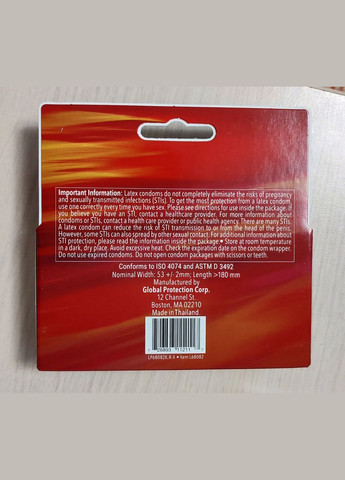 Important Information: Latex condoms do not completely eliminate the risks of pregnancy
and sexually transmitted infections (STIs). To get the most protection from a latex condom,
use one correctly every time you have sex. Please see directions for use inside the package. If
you believe you have an STI, contact a healthcare provider. For more information about
condoms or STIs, contact a health care provider or public health agency. There are many STIs.
A latex condom can reduce the risk of STI transmission to or from the head of the penis.
However, some STIs can also spread by other sexual contact. For additional information about
STI protection, please read the information inside the package. • Store at room temperature
in a dark, dry place. Avoid excessive heat. Check the expiration date on the condom wrapper.
Do not use expired condoms. Do not open condom packages with scissors or teeth.
Conforms to ISO 4074 and ASTM D 3492
Nominal Width: 53 +/- 2mm; Length >180 mm
Manufactured by
Global Protection Corp.
12 Channel St.
Boston, MA 02210
Made in Thailand